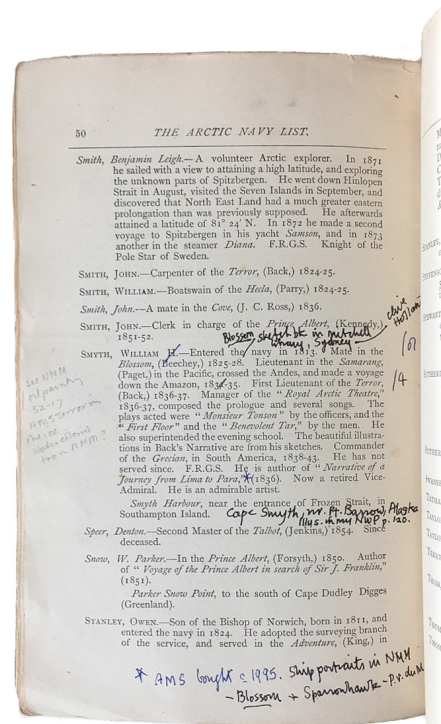 50 THE ARCTIC NAVY LIST.
Smith, Benjamin Leigh.—A volunteer Arctic explorer. In 1871
he sailed with a view to attaining a high latitude, and exploring
the unknown parts of Spitzbergen. He went down Hinlopen
Strait in August, visited the Seven Islands in September, and
discovered that North East Land had a much greater eastern
prolongation than was previously supposed. He afterwards
attained a latitude of 81° 24′ N. In 1872 he made a second
voyage to Spitzbergen in his yacht Samson, and in 1873
another in the steamer Diana. F.R.G.S. Knight of the
Pole Star of Sweden.
SMITH, JOHN.—Carpenter of the Terror, (Back,) 1824-25.
SMITH, WILLIAM.—Boatswain of the Hecla, (Parry,) 1824-25.
Smith, John.—A mate in the Cove, (J. C. Ross,) 1836.
SMITH, JOHN.—Clerk in charge of the Prince Albert, (Kennedy,)
1851-52.
Blossom sketchbk in Mitchell
Library, Sydney
SMYTH, WILLIAM H.—Entered the navy in 1813. Mate in the
Blossom, (Beechey,) 1825-28. Lieutenant in the Samarang,
(Paget,) in the Pacific, crossed the Andes, and made a voyage
down the Amazon, 1834-35. First Lieutenant of the Terror,
(Back,) 1836-37. Manager of the "Royal Arctic Theatre,"
1836-37, composed the prologue and several songs. The
plays acted were "Monsieur Tonson" by the officers, and the
"First Floor" and the "Benevolent Tar," by the men. He
also superintended the evening school. The beautiful illustra-
tions in Back's Narrative are from his sketches. Commander
of the Grecian, in South America, 1838-43. He has not
served since. F.R.G.S. He is author of "Narrative of a
Journey from Lima to Para,"* (1836). Now a retired Vice-
Admiral. He is an admirable artist.
Smyth Harbour, near the entrance of Frozen Strait, in
Southampton Island.
Cape Smyth, nr. Pt. Barrow, Alaska
Illus. in my NWP p. 120.
Speer, Denton.—Second Master of the Talbot, (Jenkins,) 1854. Since
deceased.
Snow, W. Parker.—In the Prince Albert, (Forsyth,) 1850. Author
of "Voyage of the Prince Albert in search of Sir J. Franklin,"
(1851).
Parker Snow Point, to the south of Cape Dudley Digges
(Greenland).
STANLEY, OWEN.—Son of the Bishop of Norwich, born in 1811, and
entered the navy in 1824. He adopted the surveying branch
of the service, and served in the Adventure, (King,) in
* AMS bought c 1995. Ship portraits in NMM
- Blossom + Sparrowhawk -